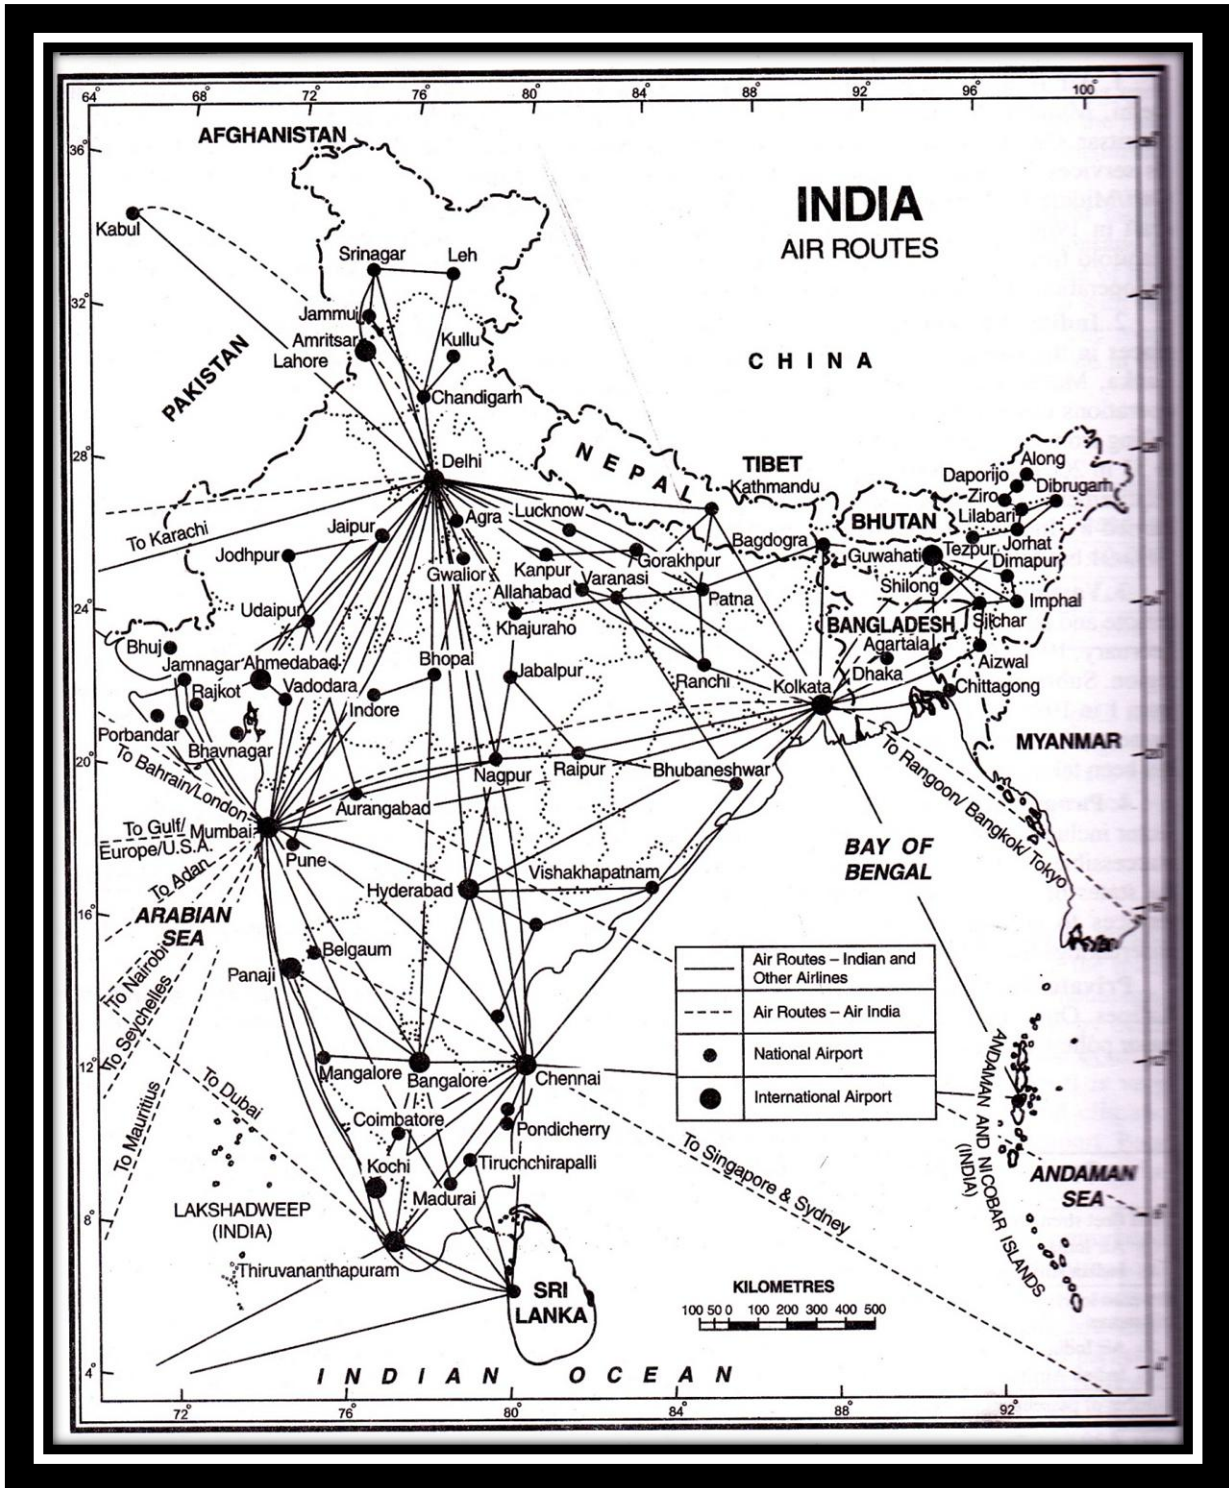 64° 68° 72° 76° 80° 84° 88° 92° 96° 100°
36°
AFGHANISTAN
INDIA
AIR ROUTES
Kabul
Srinagar
Leh
32°
Jammu
Amritsar
Lahore
Kullu
PAKISTAN
CHINA
Chandigarh
28°
Delhi
NEPAL
TIBET
Kathmandu
Along
Daporijo
Dibrugarh
Ziro
Lilabari
To Karachi
Jaipur
Agra
Lucknow
BHUTAN
Bagdogra
Jodhpur
Gwalior
Kanpur
Gorakhpur
Guwahati
Tezpur
Jorhat
Dimapur
Varanasi
Allahabad
Patna
Shilong
Imphal
24°
Udaipur
Khajuraho
BANGLADESH
Silchar
Bhuj
Agartala
Jamnagar
Ahmedabad
Bhopal
Jabalpur
Ranchi
Kolkata
Dhaka
Aizwal
Rajkot
Vadodara
Indore
Chittagong
Porbandar
Bhavnagar
MYANMAR
20°
To Bahrain/London
Nagpur
Raipur
Bhubaneshwar
To Rangoon/ Bangkok/ Tokyo
Aurangabad
To Gulf/
Europe/U.S.A.
Mumbai
Pune
BAY OF
BENGAL
To Adan
Hyderabad
Vishakhapatnam
16°
ARABIAN
SEA
Belgaum
Panaji
To Nairobi
To Seychelles
Air Routes – Indian and
Other Airlines
Air Routes – Air India
National Airport
International Airport
12°
Mangalore
Bangalore
Chennai
To Mauritius
To Dubai
Coimbatore
Pondicherry
ANDAMAN AND NICOBAR ISLANDS
(INDIA)
Kochi
Tiruchchirapalli
Madurai
To Singapore & Sydney
ANDAMAN
SEA
LAKSHADWEEP
(INDIA)
8°
Thiruvananthapuram
SRI
LANKA
KILOMETRES
100 50 0 100 200 300 400 500
4°
INDIAN OCEAN
72° 76° 80° 84° 88° 92°